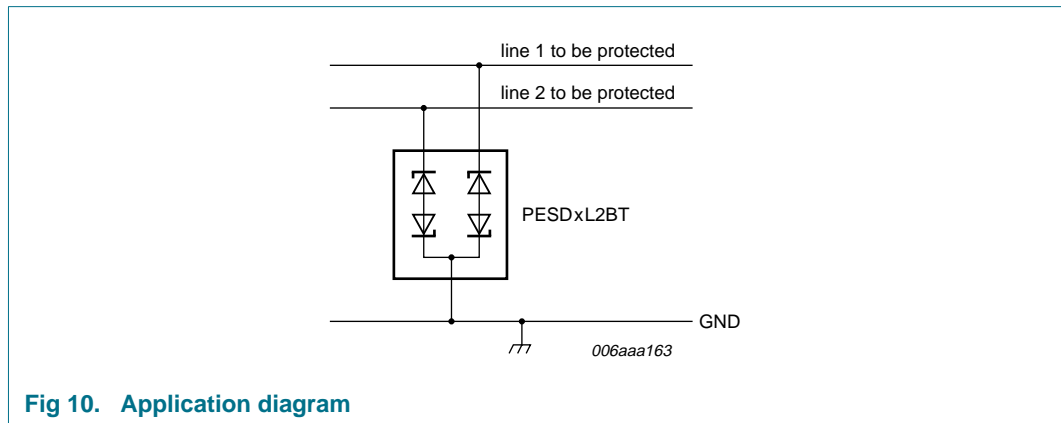 line 1 to be protected
line 2 to be protected
PESDxL2BT
GND
006aaa163
Fig 10. Application diagram